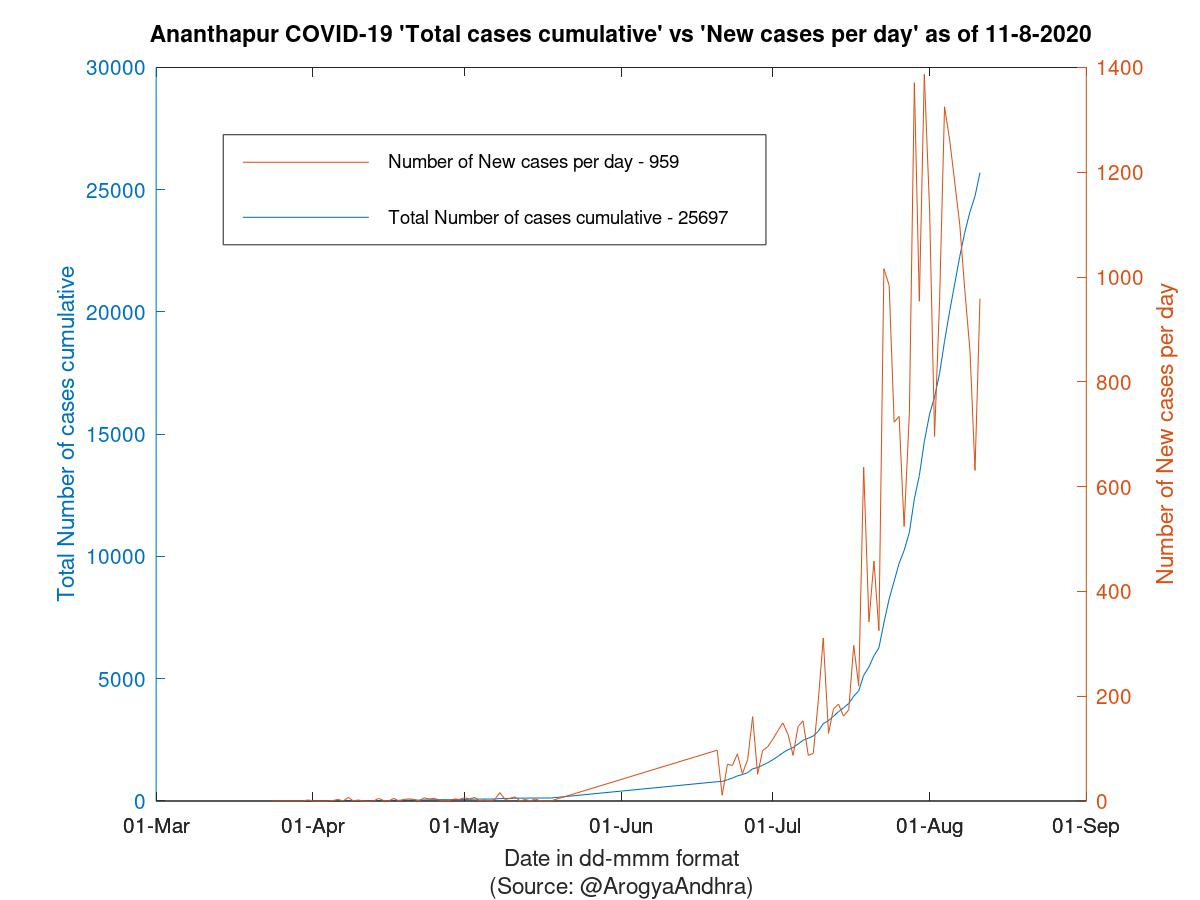 Ananthapur COVID-19 'Total cases cumulative' vs 'New cases per day' as of 11-8-2020
30000
25000
20000
15000
10000
5000
0
Total Number of cases cumulative
1400
1200
1000
800
600
400
200
0
Number of New cases per day
Number of New cases per day - 959
Total Number of cases cumulative - 25697
01-Mar 01-Apr 01-May 01-Jun 01-Jul 01-Aug 01-Sep
Date in dd-mmm format
(Source: @ArogyaAndhra)